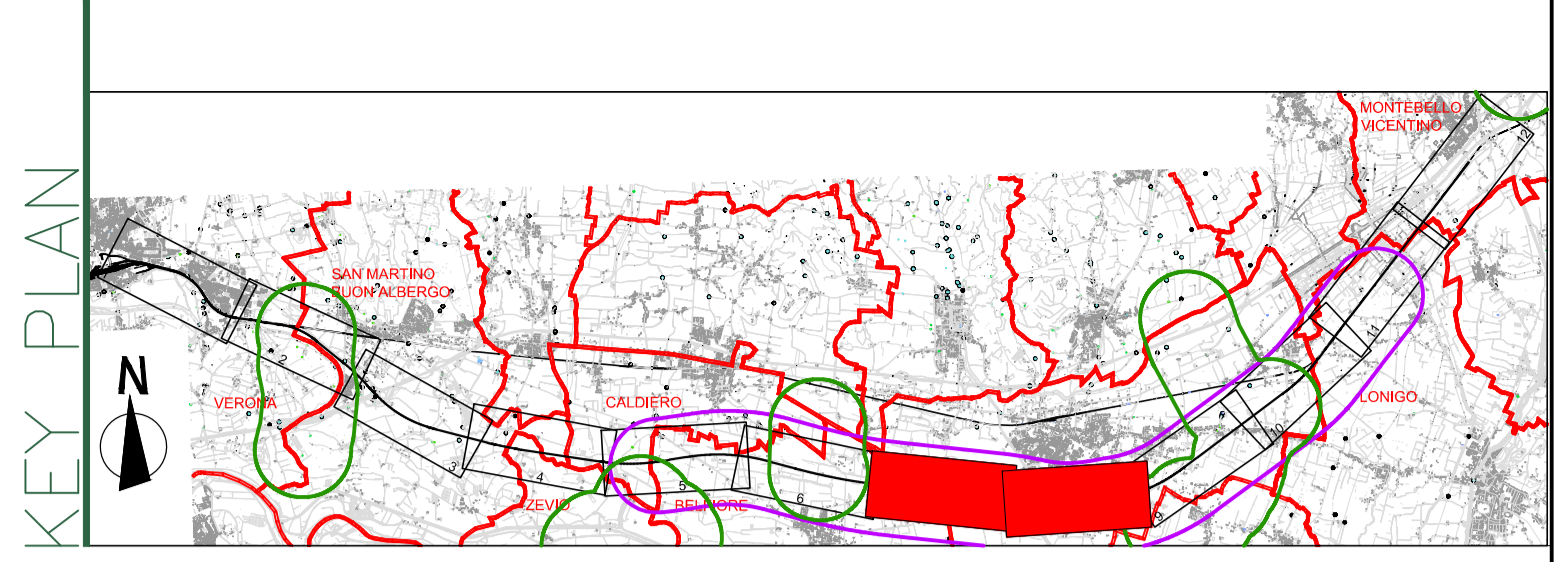 KEY PLAN
MONTEBELLO
VICENTINO
12
SAN MARTINO
BUON ALBERGO
N
2
11
VERONA
CALDIERO
LONIGO
10
3
4
5
6
ZEVIO
BELFIORE
9